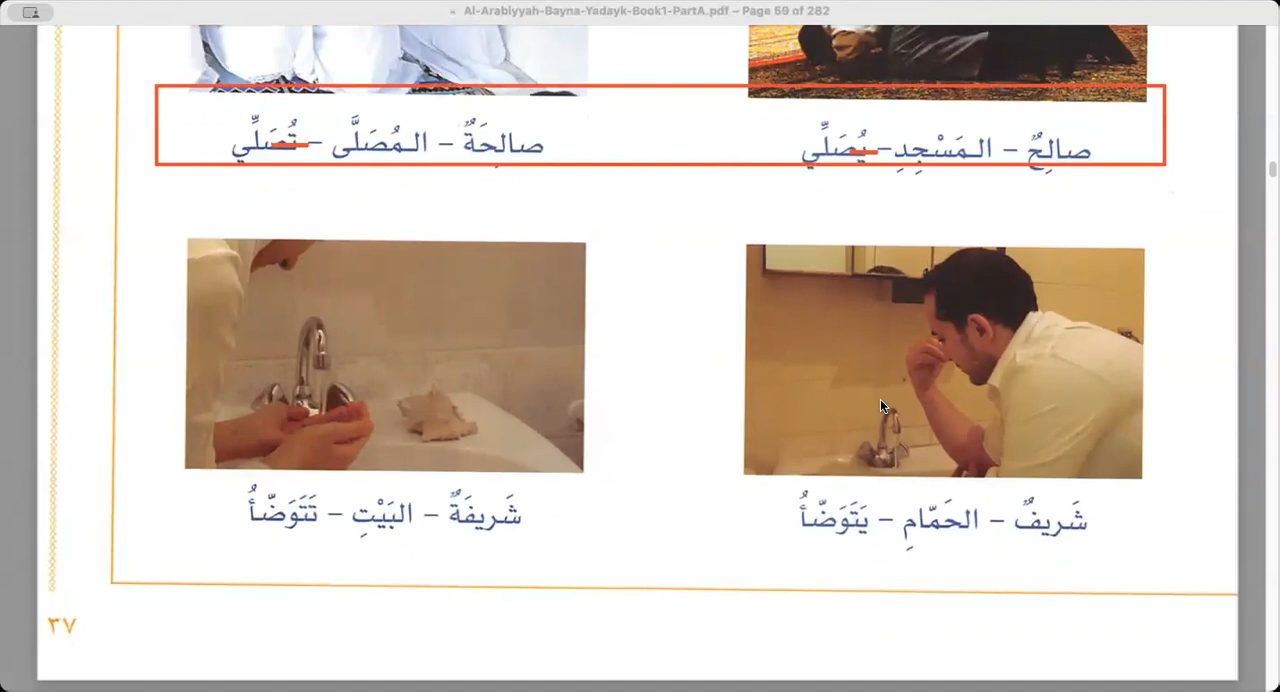 Al-Arabiyyah-Bayna-Yadayk-Book1-PartA.pdf – Page 59 of 282
صالِحٌ – الـمَسْجِدِ – يُصَلِّي
صالِحَةٌ – الـمُصَلَّى – تُصَلِّي
شَريفٌ – الحَمّامِ – يَتَوَضّأُ
شَريفَةٌ – البَيْتِ – تَتَوَضّأُ
٣٧